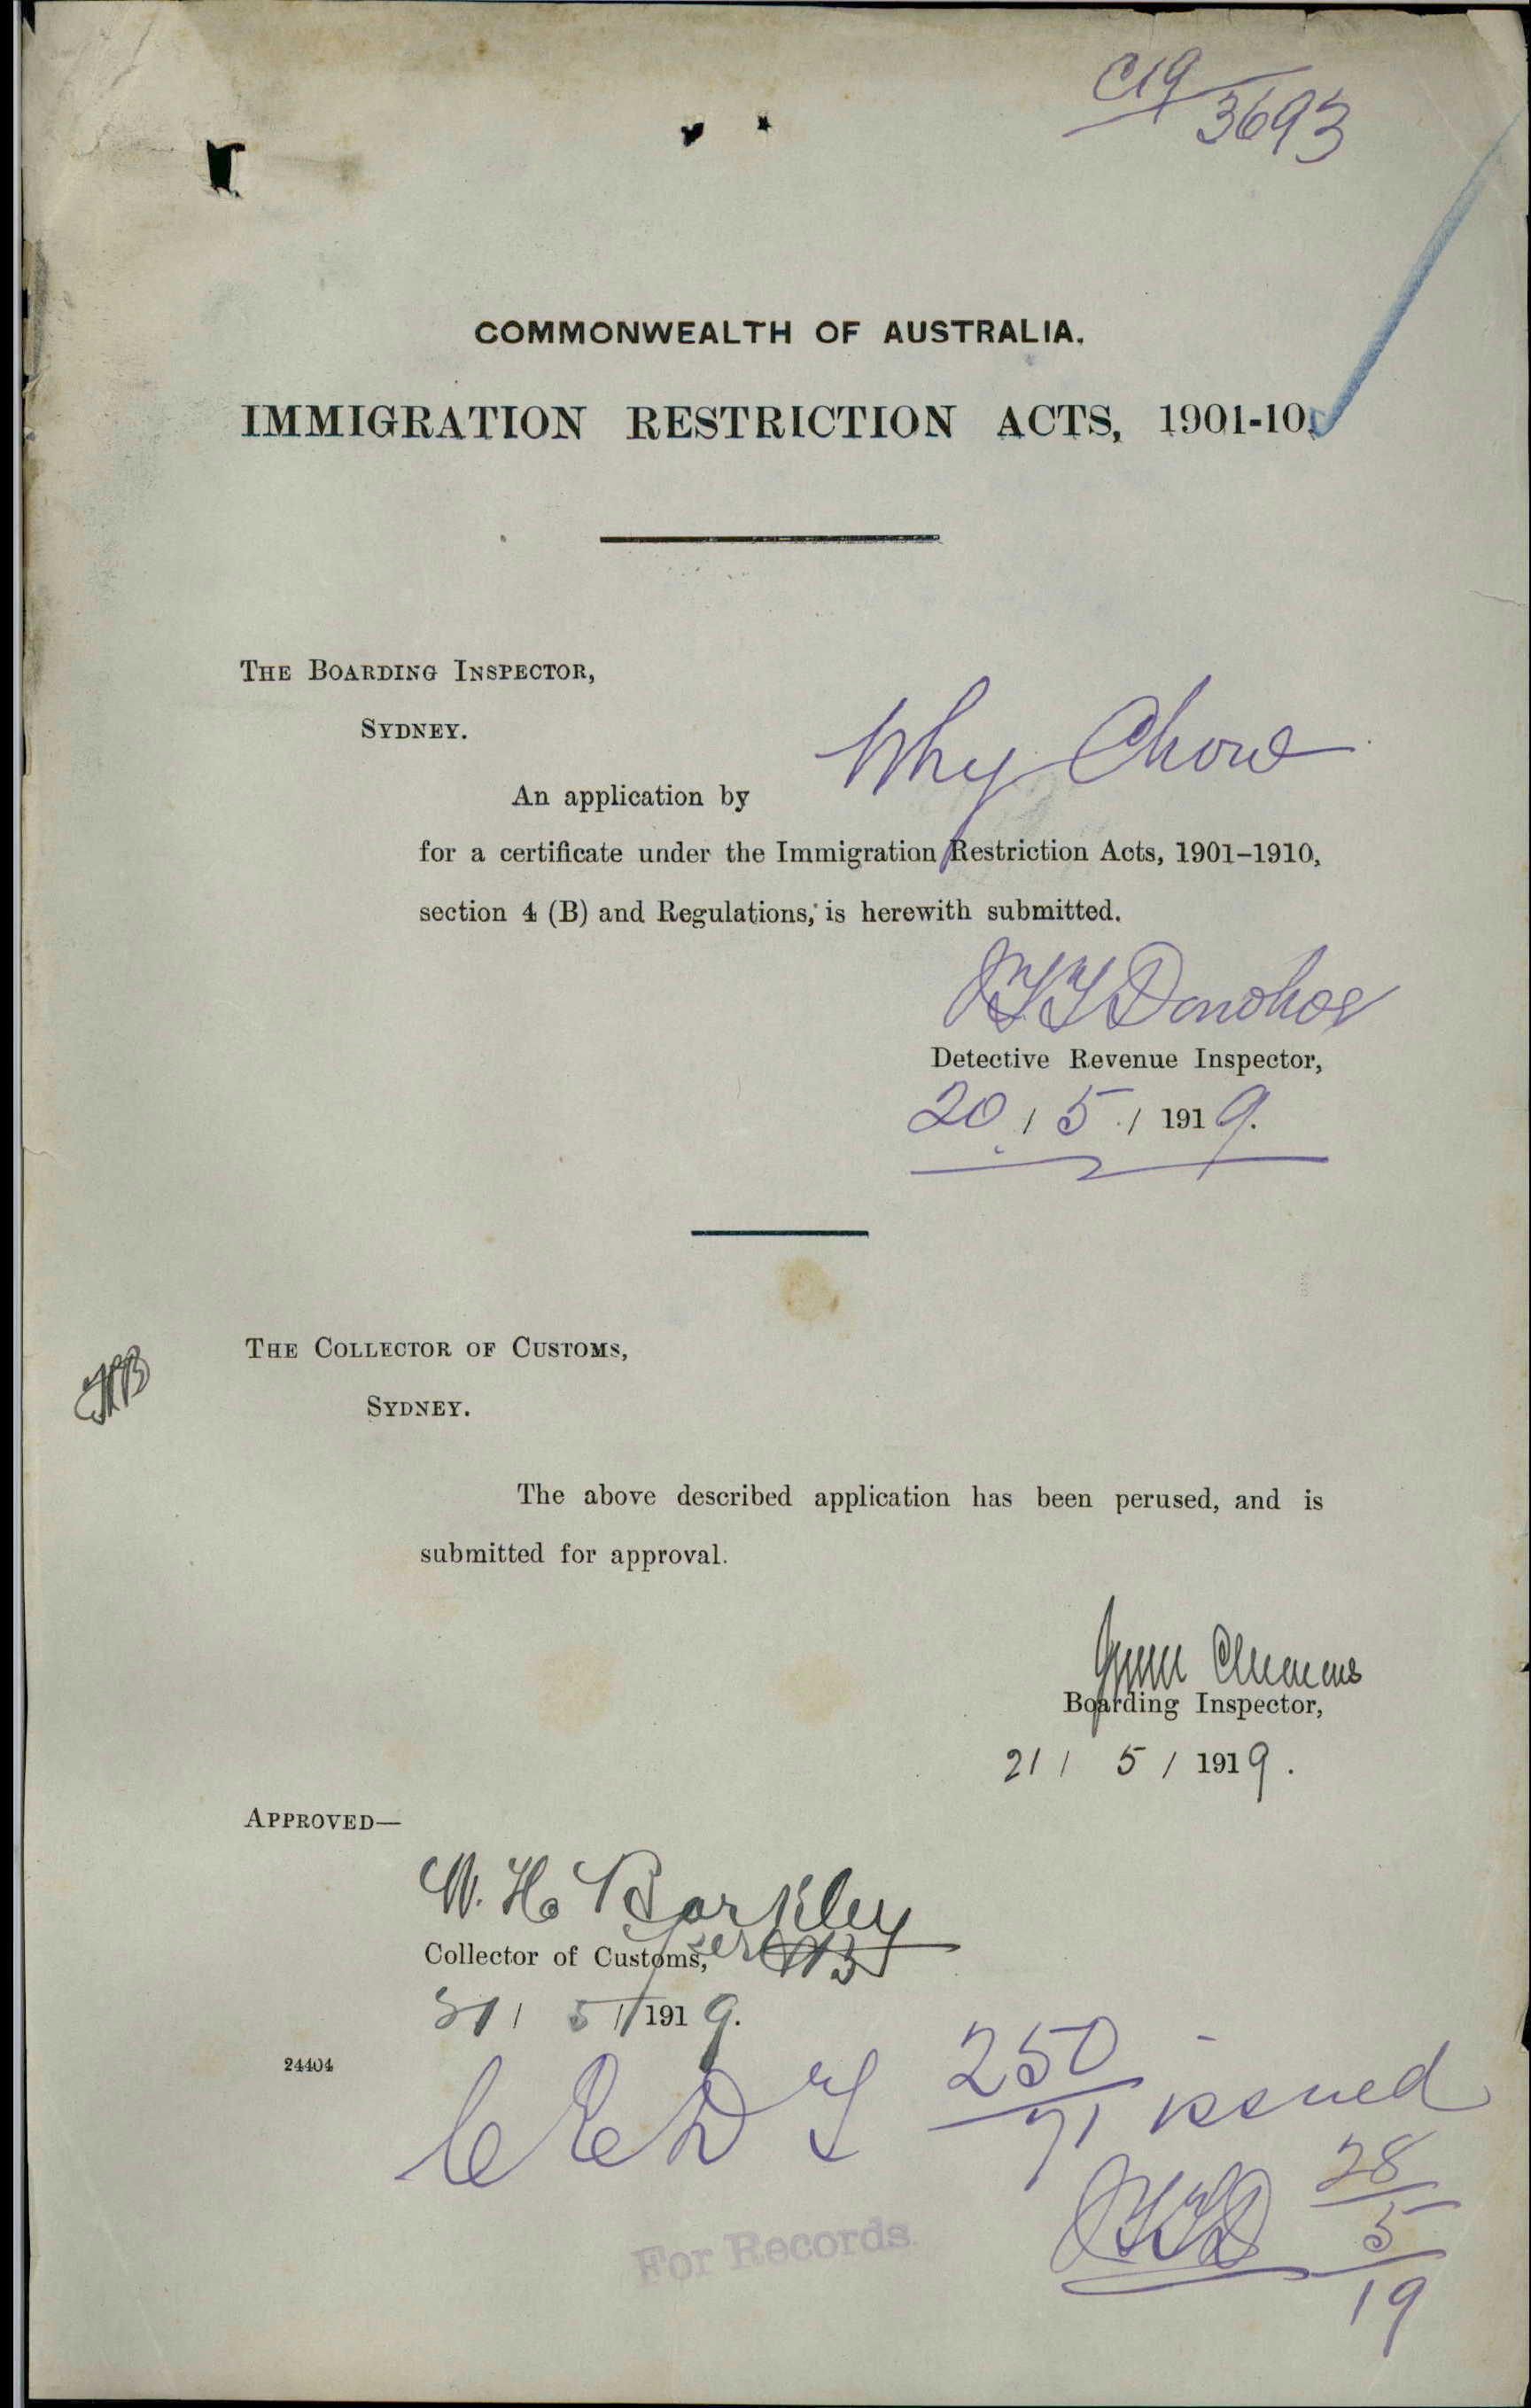 C19/3693
COMMONWEALTH OF AUSTRALIA.
IMMIGRATION RESTRICTION ACTS, 1901-10.
THE BOARDING INSPECTOR,
SYDNEY.
An application by Why Chow
for a certificate under the Immigration Restriction Acts, 1901-1910,
section 4 (B) and Regulations, is herewith submitted.
Donohoe
Detective Revenue Inspector,
20 / 5 / 1919.
THE COLLECTOR OF CUSTOMS,
SYDNEY.
The above described application has been perused, and is
submitted for approval.
Boarding Inspector,
21 / 5 / 1919.
APPROVED—
W. H. Barkley
Collector of Customs, per
/ 5 / 1919.
24404
CEDT 250/71 issued
28/5/19
For Records